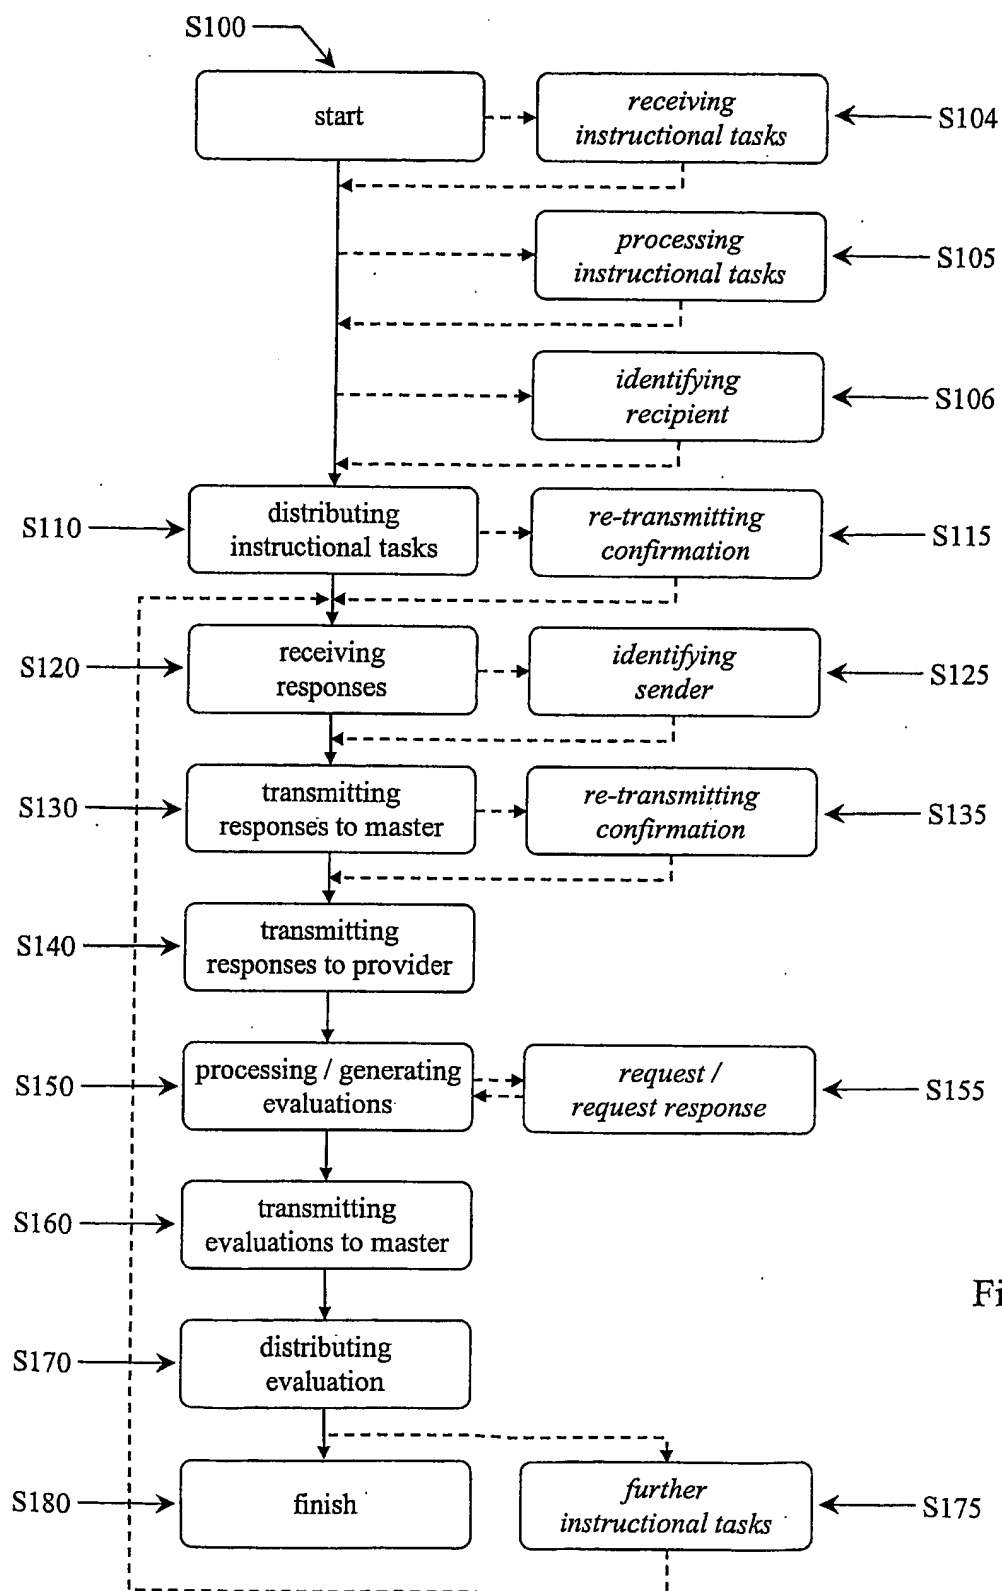 S100
start
receiving
instructional tasks
S104
processing
instructional tasks
S105
identifying
recipient
S106
S110
distributing
instructional tasks
re-transmitting
confirmation
S115
S120
receiving
responses
identifying
sender
S125
S130
transmitting
responses to master
re-transmitting
confirmation
S135
S140
transmitting
responses to provider
S150
processing / generating
evaluations
request /
request response
S155
S160
transmitting
evaluations to master
Fi
S170
distributing
evaluation
S180
finish
further
instructional tasks
S175